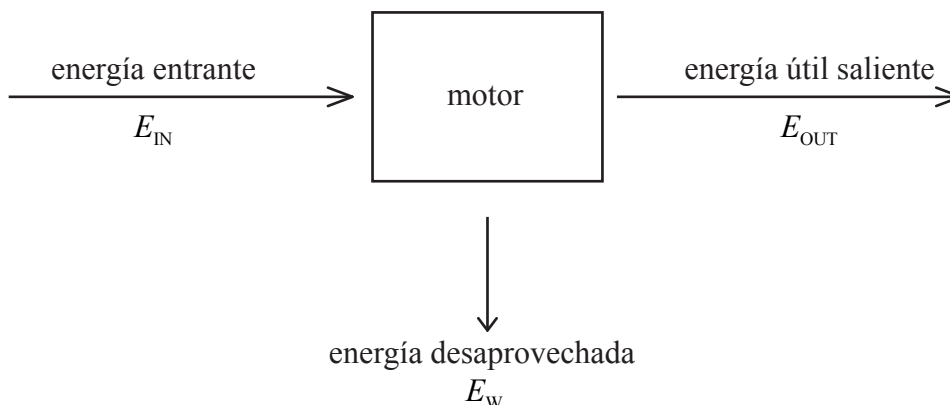 energía entrante
E_IN
motor
energía útil saliente
E_OUT
energía desaprovechada
E_W